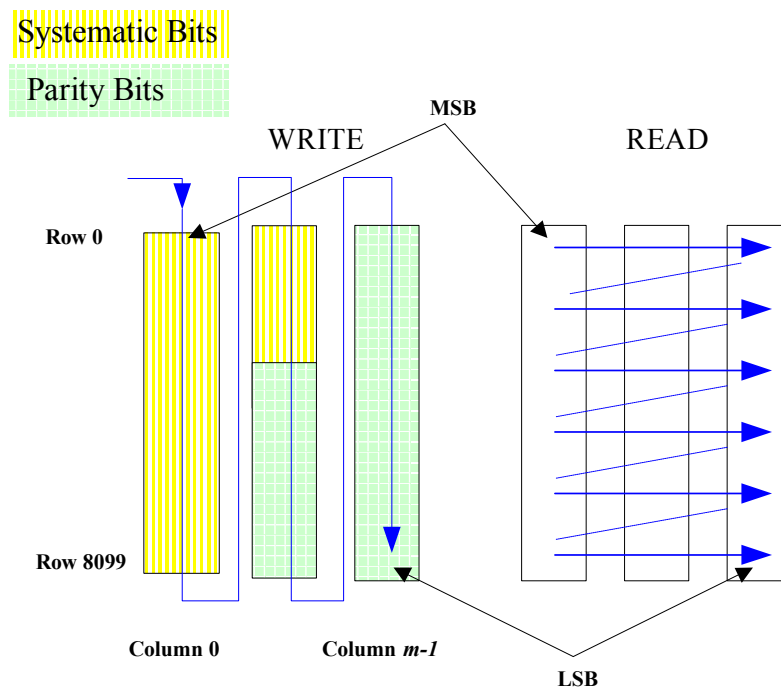 Systematic Bits
Parity Bits
MSB
WRITE
READ
Row 0
Row 8099
Column 0
Column m-1
LSB